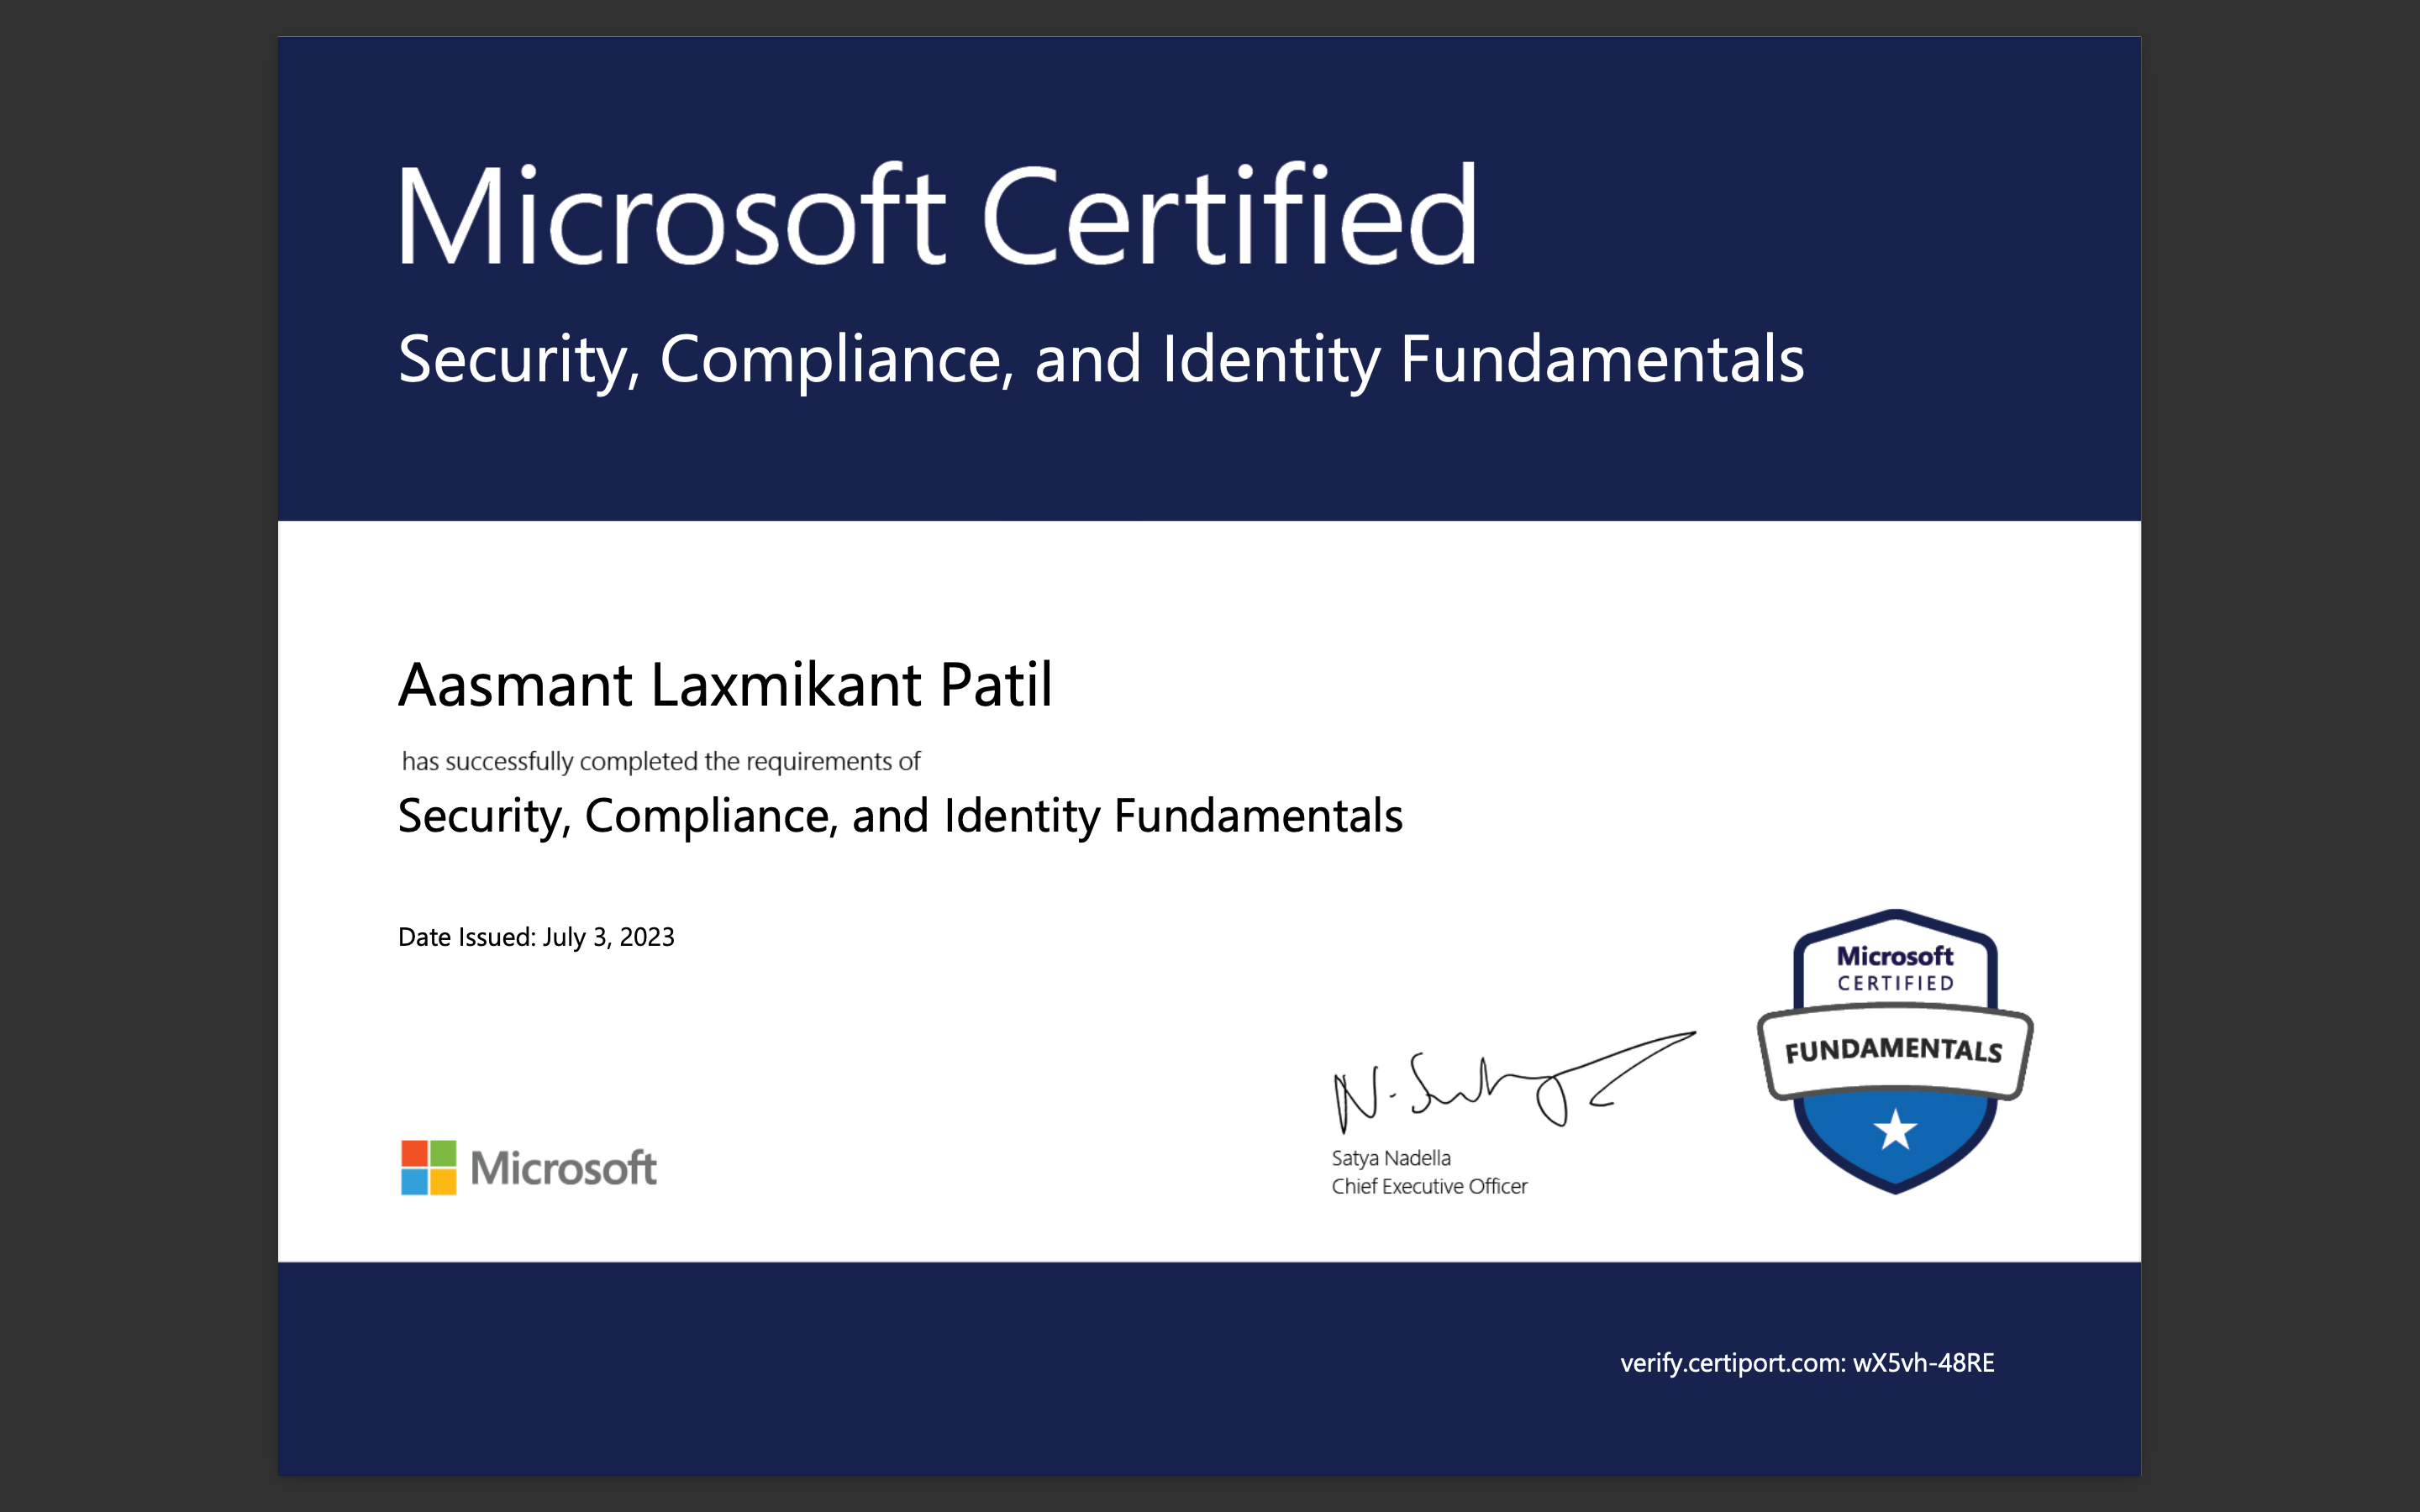 Microsoft Certified
Security, Compliance, and Identity Fundamentals
Aasmant Laxmikant Patil
has successfully completed the requirements of
Security, Compliance, and Identity Fundamentals
Date Issued: July 3, 2023
Microsoft
CERTIFIED
FUNDAMENTALS
Microsoft
Satya Nadella
Chief Executive Officer
verify.certiport.com: wX5vh-48RE